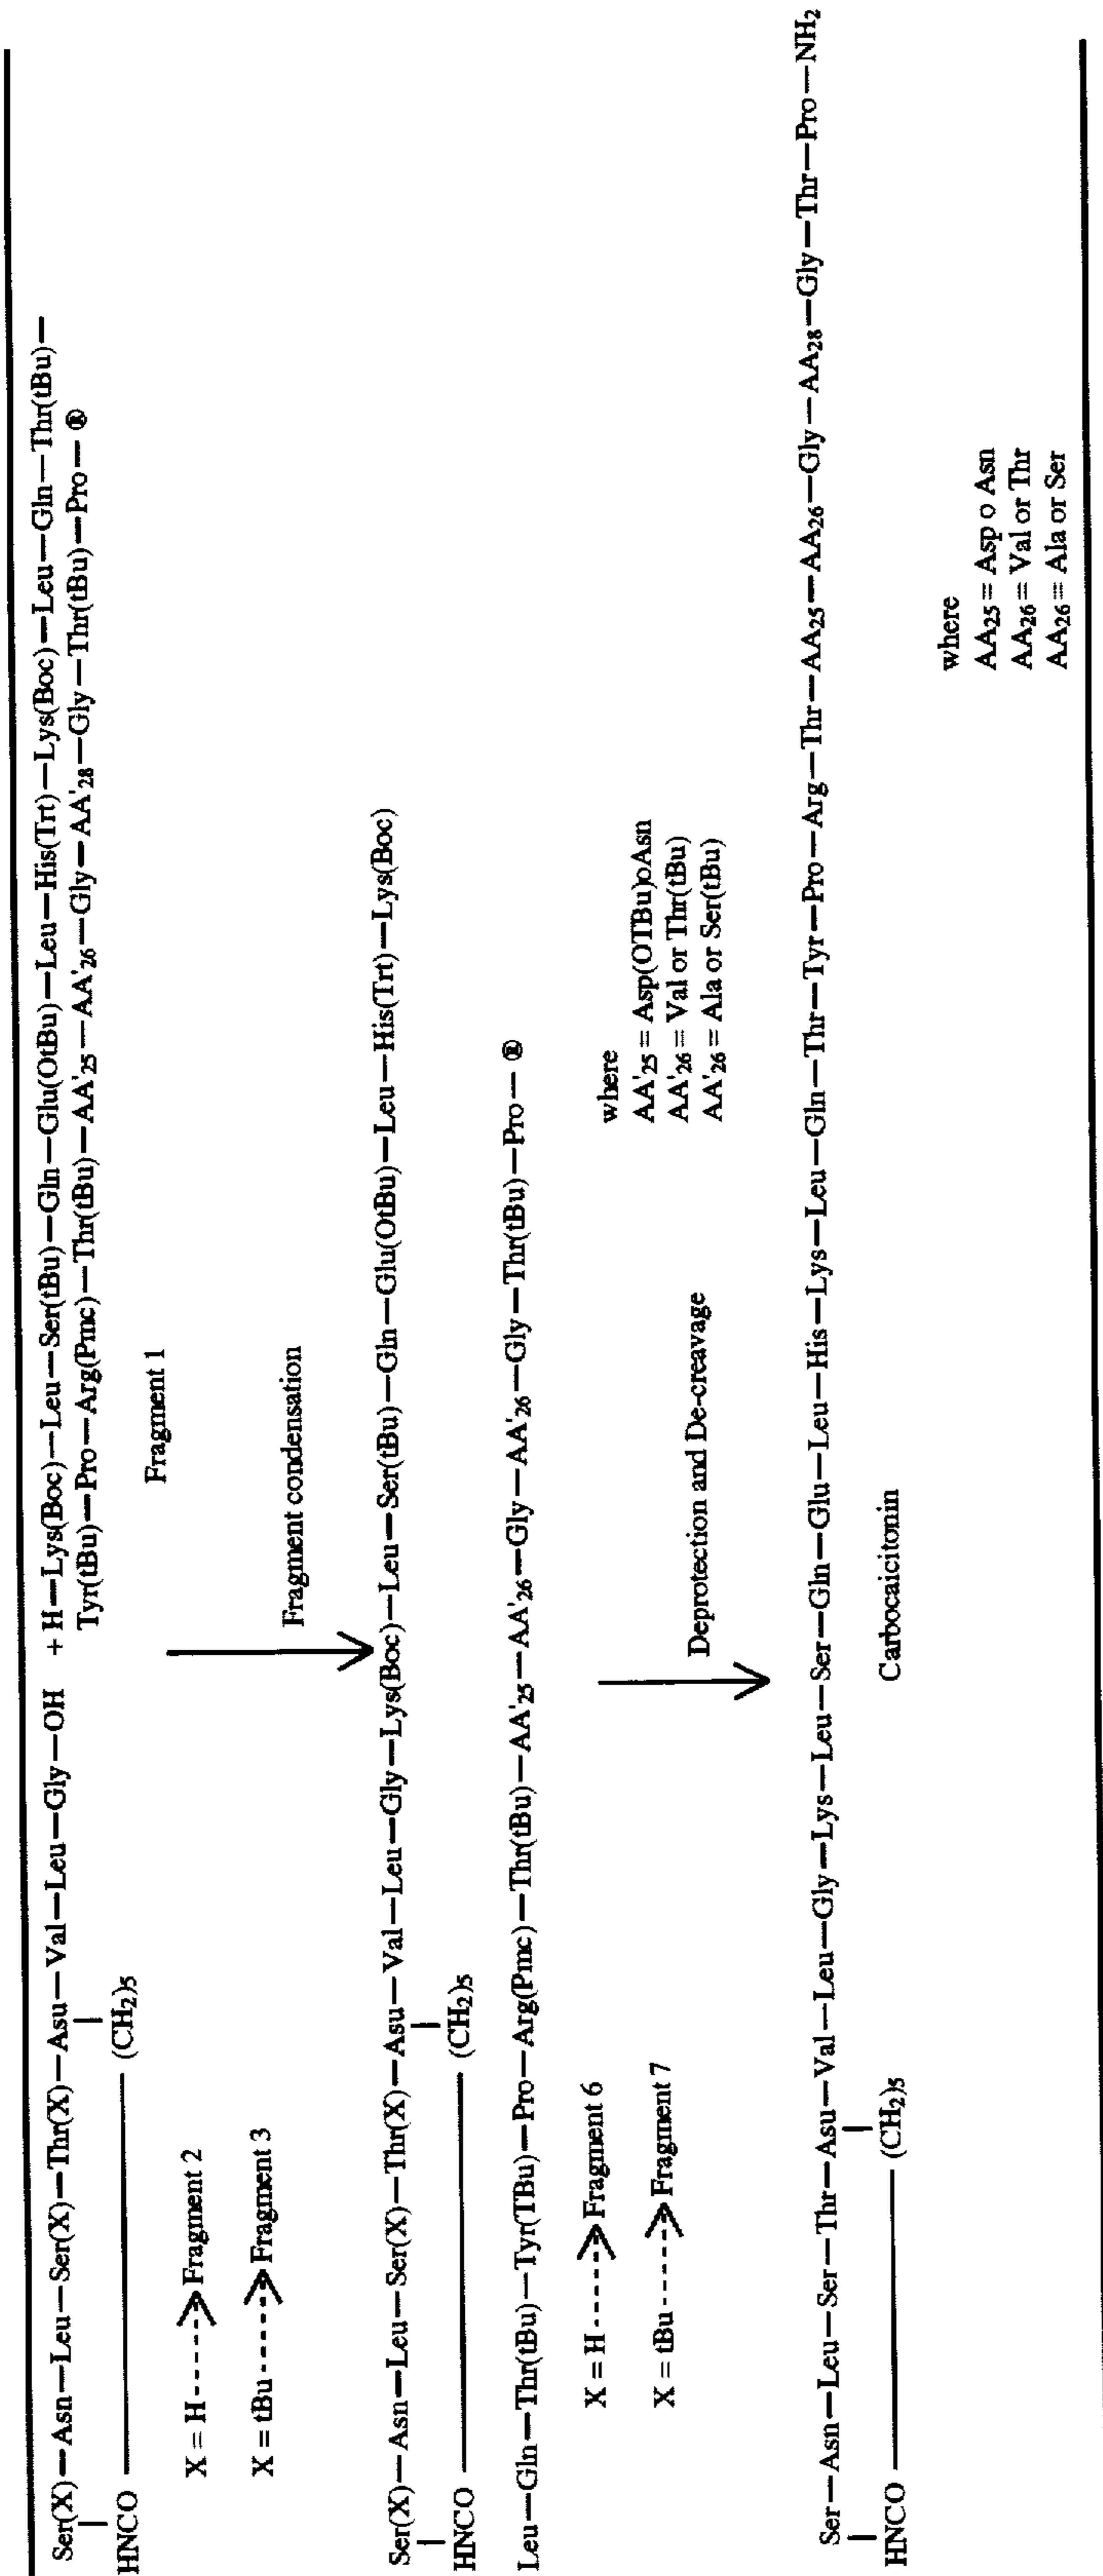 Ser(X)—Asn—Leu—Ser(X)—Thr(X)—Asu—Val—Leu—Gly—OH + H—Lys(Boc)—Leu—Ser(tBu)—Gln—Glu(OtBu)—Leu—His(Trt)—Lys(Boc)—Leu—Gln—Thr(tBu)—
Tyr(tBu)—Pro—Arg(Pmc)—Thr(tBu)—AA'25—AA'26—Gly—AA'28—Gly—Thr(tBu)—Pro—®
HNCO——(CH2)5
Fragment 1
X = H----->Fragment 2
X = tBu----->Fragment 3
Fragment condensation
Ser(X)—Asn—Leu—Ser(X)—Thr(X)—Asu—Val—Leu—Gly—Lys(Boc)—Leu—Ser(tBu)—Gln—Glu(OtBu)—Leu—His(Trt)—Lys(Boc)
HNCO——(CH2)5
Leu—Gln—Thr(tBu)—Tyr(TBu)—Pro—Arg(Pmc)—Thr(tBu)—AA'25—AA'26—Gly—AA'26—Gly—Thr(tBu)—Pro—®
X = H------>Fragment 6
X = tBu------>Fragment 7
where
AA'25 = Asp(OTBu)oAsn
AA'26 = Val or Thr(tBu)
AA'26 = Ala or Ser(tBu)
Deprotection and De-creavage
Ser—Asn—Leu—Ser—Thr—Asu—Val—Leu—Gly—Lys—Leu—Ser—Gln—Glu—Leu—His—Lys—Leu—Gln—Thr—Tyr—Pro—Arg—Thr—AA25—AA26—Gly—AA28—Gly—Thr—Pro—NH2
HNCO——(CH2)5
Carbocaicitonin
where
AA25 = Asp o Asn
AA26 = Val or Thr
AA26 = Ala or Ser